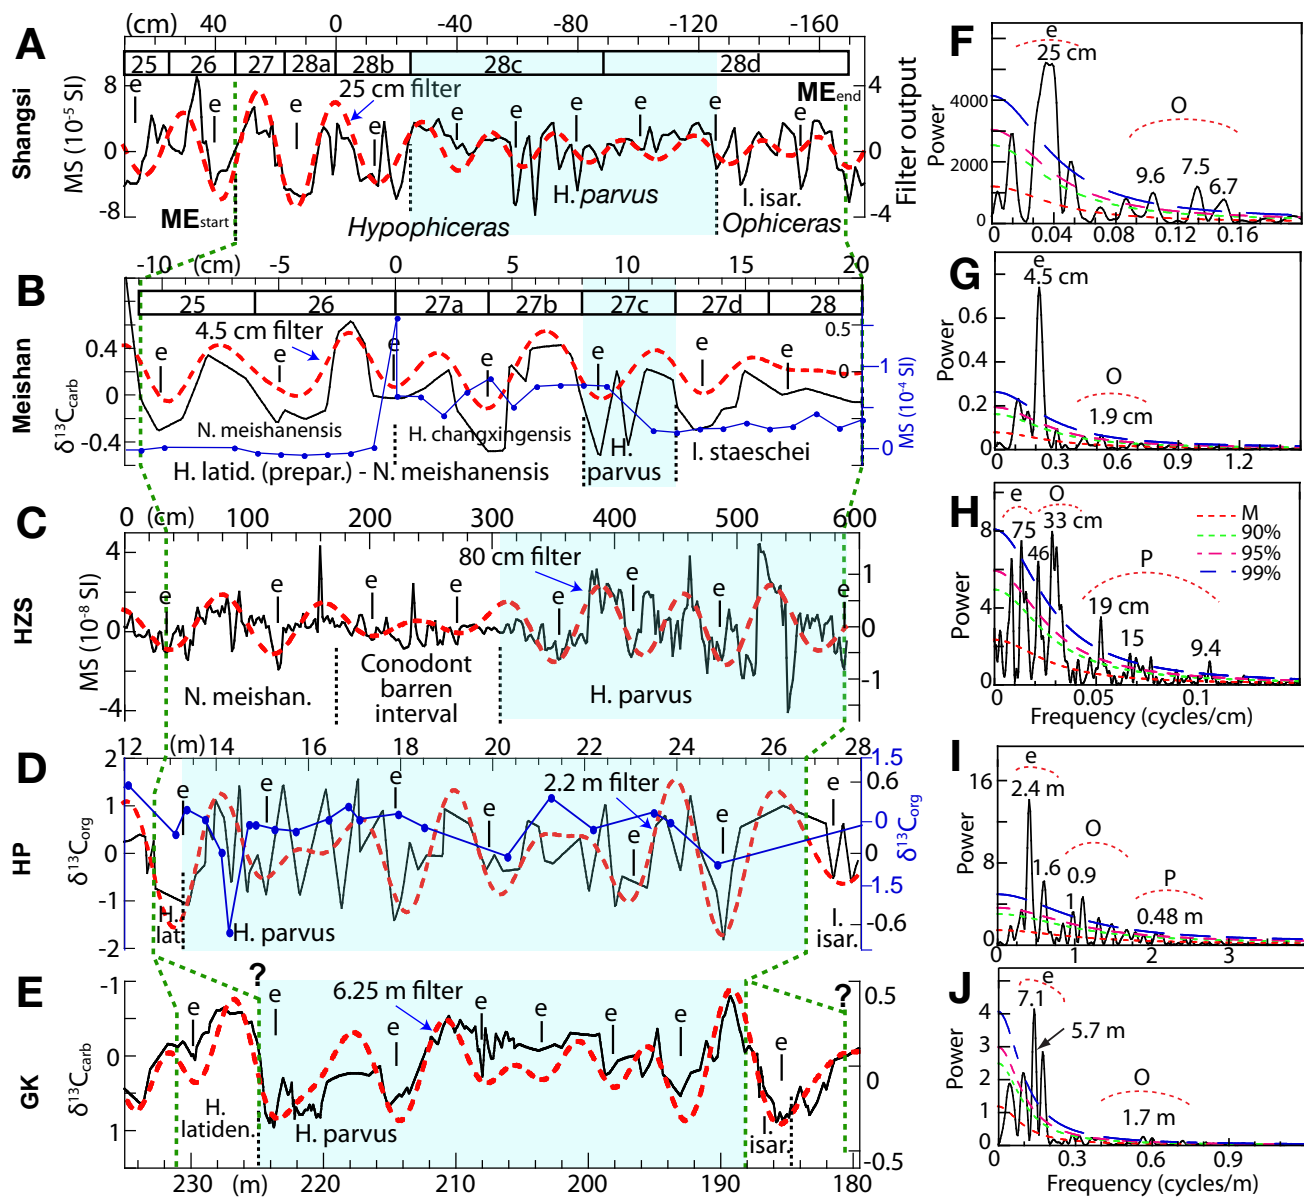 A
(cm) 40 0 -40 -80 -120 -160
25 26 27 28a 28b 28c 28d
Shangsi
MS (10-5 SI)
8
0
-8
e e e e e e e e e e
25 cm filter
MEend
MEstart
Hypophiceras
H. parvus
I. isar.
Ophiceras
4
0
-4
Filter output
B
-10 (cm) -5 0 5 10 15 20
25 26 27a 27b 27c 27d 28
Meishan
δ13Ccarb
0.4
0
-0.4
4.5 cm filter
e e e e e e e
N. meishanensis
H. changxingensis
H. latid. (prepar.) - N. meishanensis
H.
parvus
I. staeschei
0.5
0
1
0
MS (10-4 SI)
C
0 (cm) 100 200 300 400 500 600
HZS
MS (10-8 SI)
4
0
-4
80 cm filter
e e e e e e e e
N. meishan.
Conodont
barren
interval
H. parvus
1
0
-1
D
12 (m) 14 16 18 20 22 24 26 28
HP
δ13Corg
2
1
0
-1
-2
e e e e e e e
2.2 m filter
H.
lat.
H. parvus
I.
isar.
1.5
0.6
0
0
1.5
-0.6
-2
δ13Corg
E
? ?
GK
δ13Ccarb
-1
0
1
6.25 m filter
e e e e e e e e
H.
latiden.
H. parvus
I.
isar.
0.5
0
-0.5
230 (m) 220 210 200 190 180
F
e
25 cm
O
9.6 7.5 6.7
Power
4000
2000
0
0 0.04 0.08 0.12 0.16
G
e
4.5 cm
O
1.9 cm
Power
0.8
0.6
0.4
0.2
0
0 0.3 0.6 0.9 1.2
H
e O
75 33 cm
46
P
19 cm
15
9.4
M
90%
95%
99%
Power
8
4
0
0 0.05 0.1
Frequency (cycles/cm)
I
e
2.4 m
O
1.6 0.9
1
P
0.48 m
Power
16
8
0
0 1 2 3 4
J
e
7.1
5.7 m
O
1.7 m
Power
5
4
3
2
1
0
0 0.3 0.6 0.9
Frequency (cycles/m)